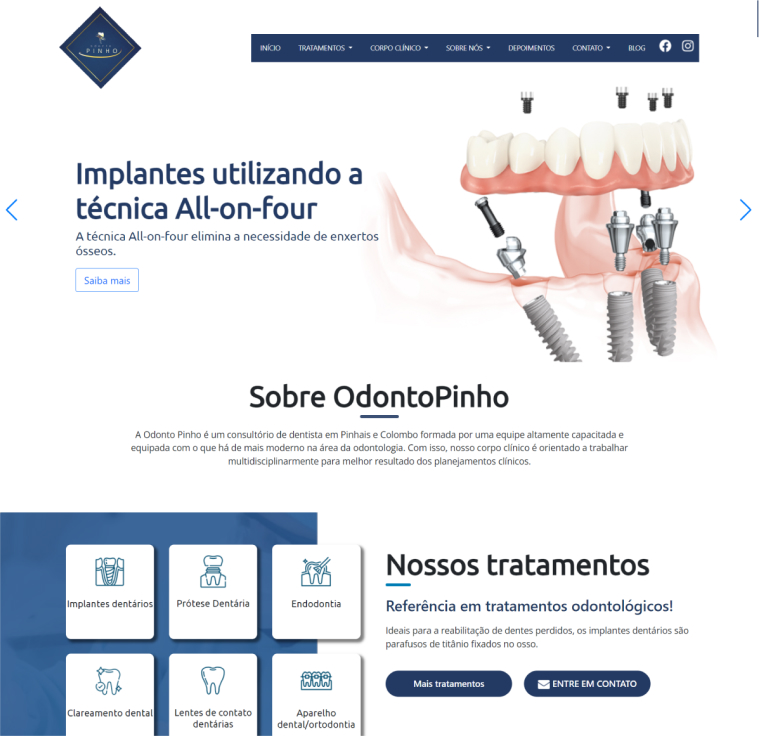 PINHO
INÍCIO TRATAMENTOS CORPO CLÍNICO SOBRE NÓS DEPOIMENTOS CONTATO BLOG
Implantes utilizando a
técnica All-on-four
A técnica All-on-four elimina a necessidade de enxertos
ósseos.
Saiba mais
Sobre OdontoPinho
A Odonto Pinho é um consultório de dentista em Pinhais e Colombo formada por uma equipe altamente capacitada e
equipada com o que há de mais moderno na área da odontologia. Com isso, nosso corpo clínico é orientado a trabalhar
multidisciplinarmente para melhor resultado dos planejamentos clínicos.
Implantes dentários
Prótese Dentária
Endodontia
Clareamento dental
Lentes de contato
dentárias
Aparelho
dental/ortodontia
Nossos tratamentos
Referência em tratamentos odontológicos!
Ideais para a reabilitação de dentes perdidos, os implantes dentários são
parafusos de titânio fixados no osso.
Mais tratamentos
ENTRE EM CONTATO